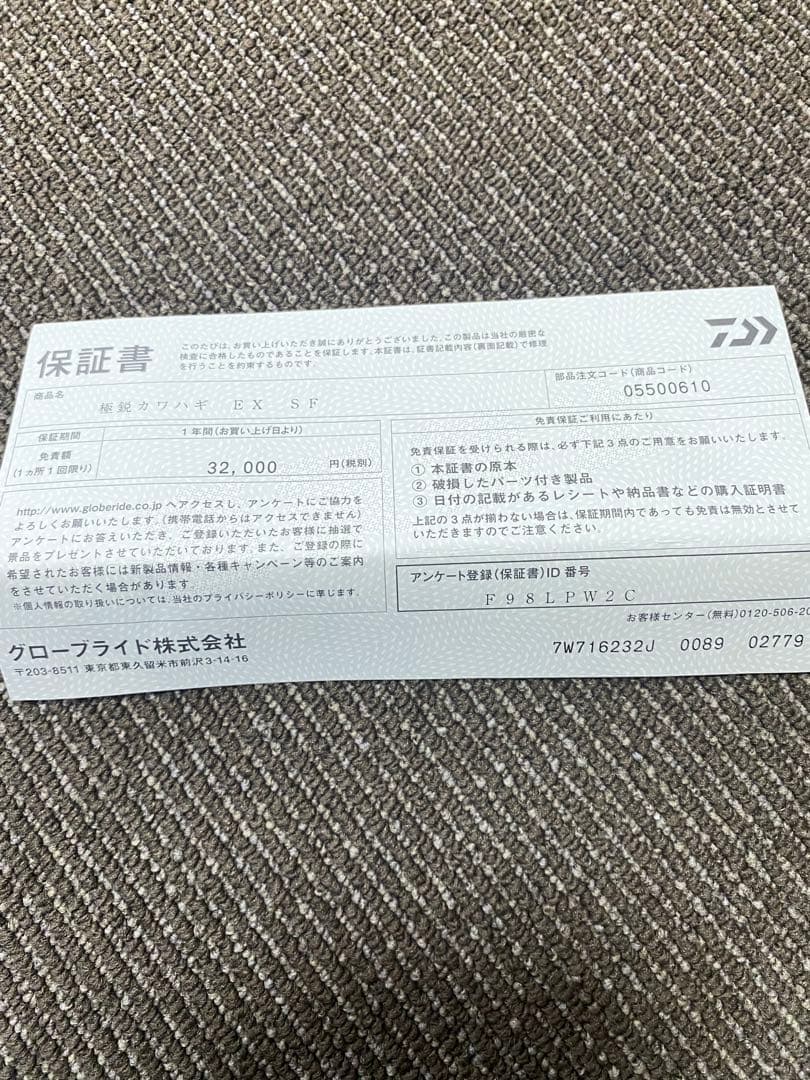 保証書
このたびは、お買い上げいただき誠にありがとうございました。この製品は当社の厳密な
検査に合格したものであることを保証します。本証書は、証書記載内容(裏面記載)で修理
を行うことを約束するものです。
商品名
極鋭カワハギ EX SF
部品注文コード(商品コード)
05500610
保証期間
1年間(お買い上げ日より)
免責額
(1ヵ所1回限り)
32,000 円(税別)
免責保証ご利用にあたり
免責保証を受けられる際は、必ず下記3点のご用意をお願いいたします。
① 本証書の原本
② 破損したパーツ付き製品
③ 日付の記載があるレシートや納品書などの購入証明書
上記の3点が揃わない場合は、保証期間内であっても免責は無効とさせて
いただきますのでご注意ください。
http://www.globeride.co.jp へアクセスし、アンケートにご協力を
よろしくお願いいたします。(携帯電話からはアクセスできません)
アンケートにお答えいただき、ご登録いただいたお客様に抽選で
景品をプレゼントさせていただいております。また、ご登録の際に
希望されたお客様には新製品情報・各種キャンペーン等のご案内
をさせていただく場合があります。
※個人情報の取り扱いについては、当社のプライバシーポリシーに準じます。
アンケート登録(保証書)ID番号
F98LPW2C
グローブライド株式会社
〒203-8511 東京都東久留米市前沢3-14-16
お客様センター(無料)0120-506-20
7W716232J 0089 02779